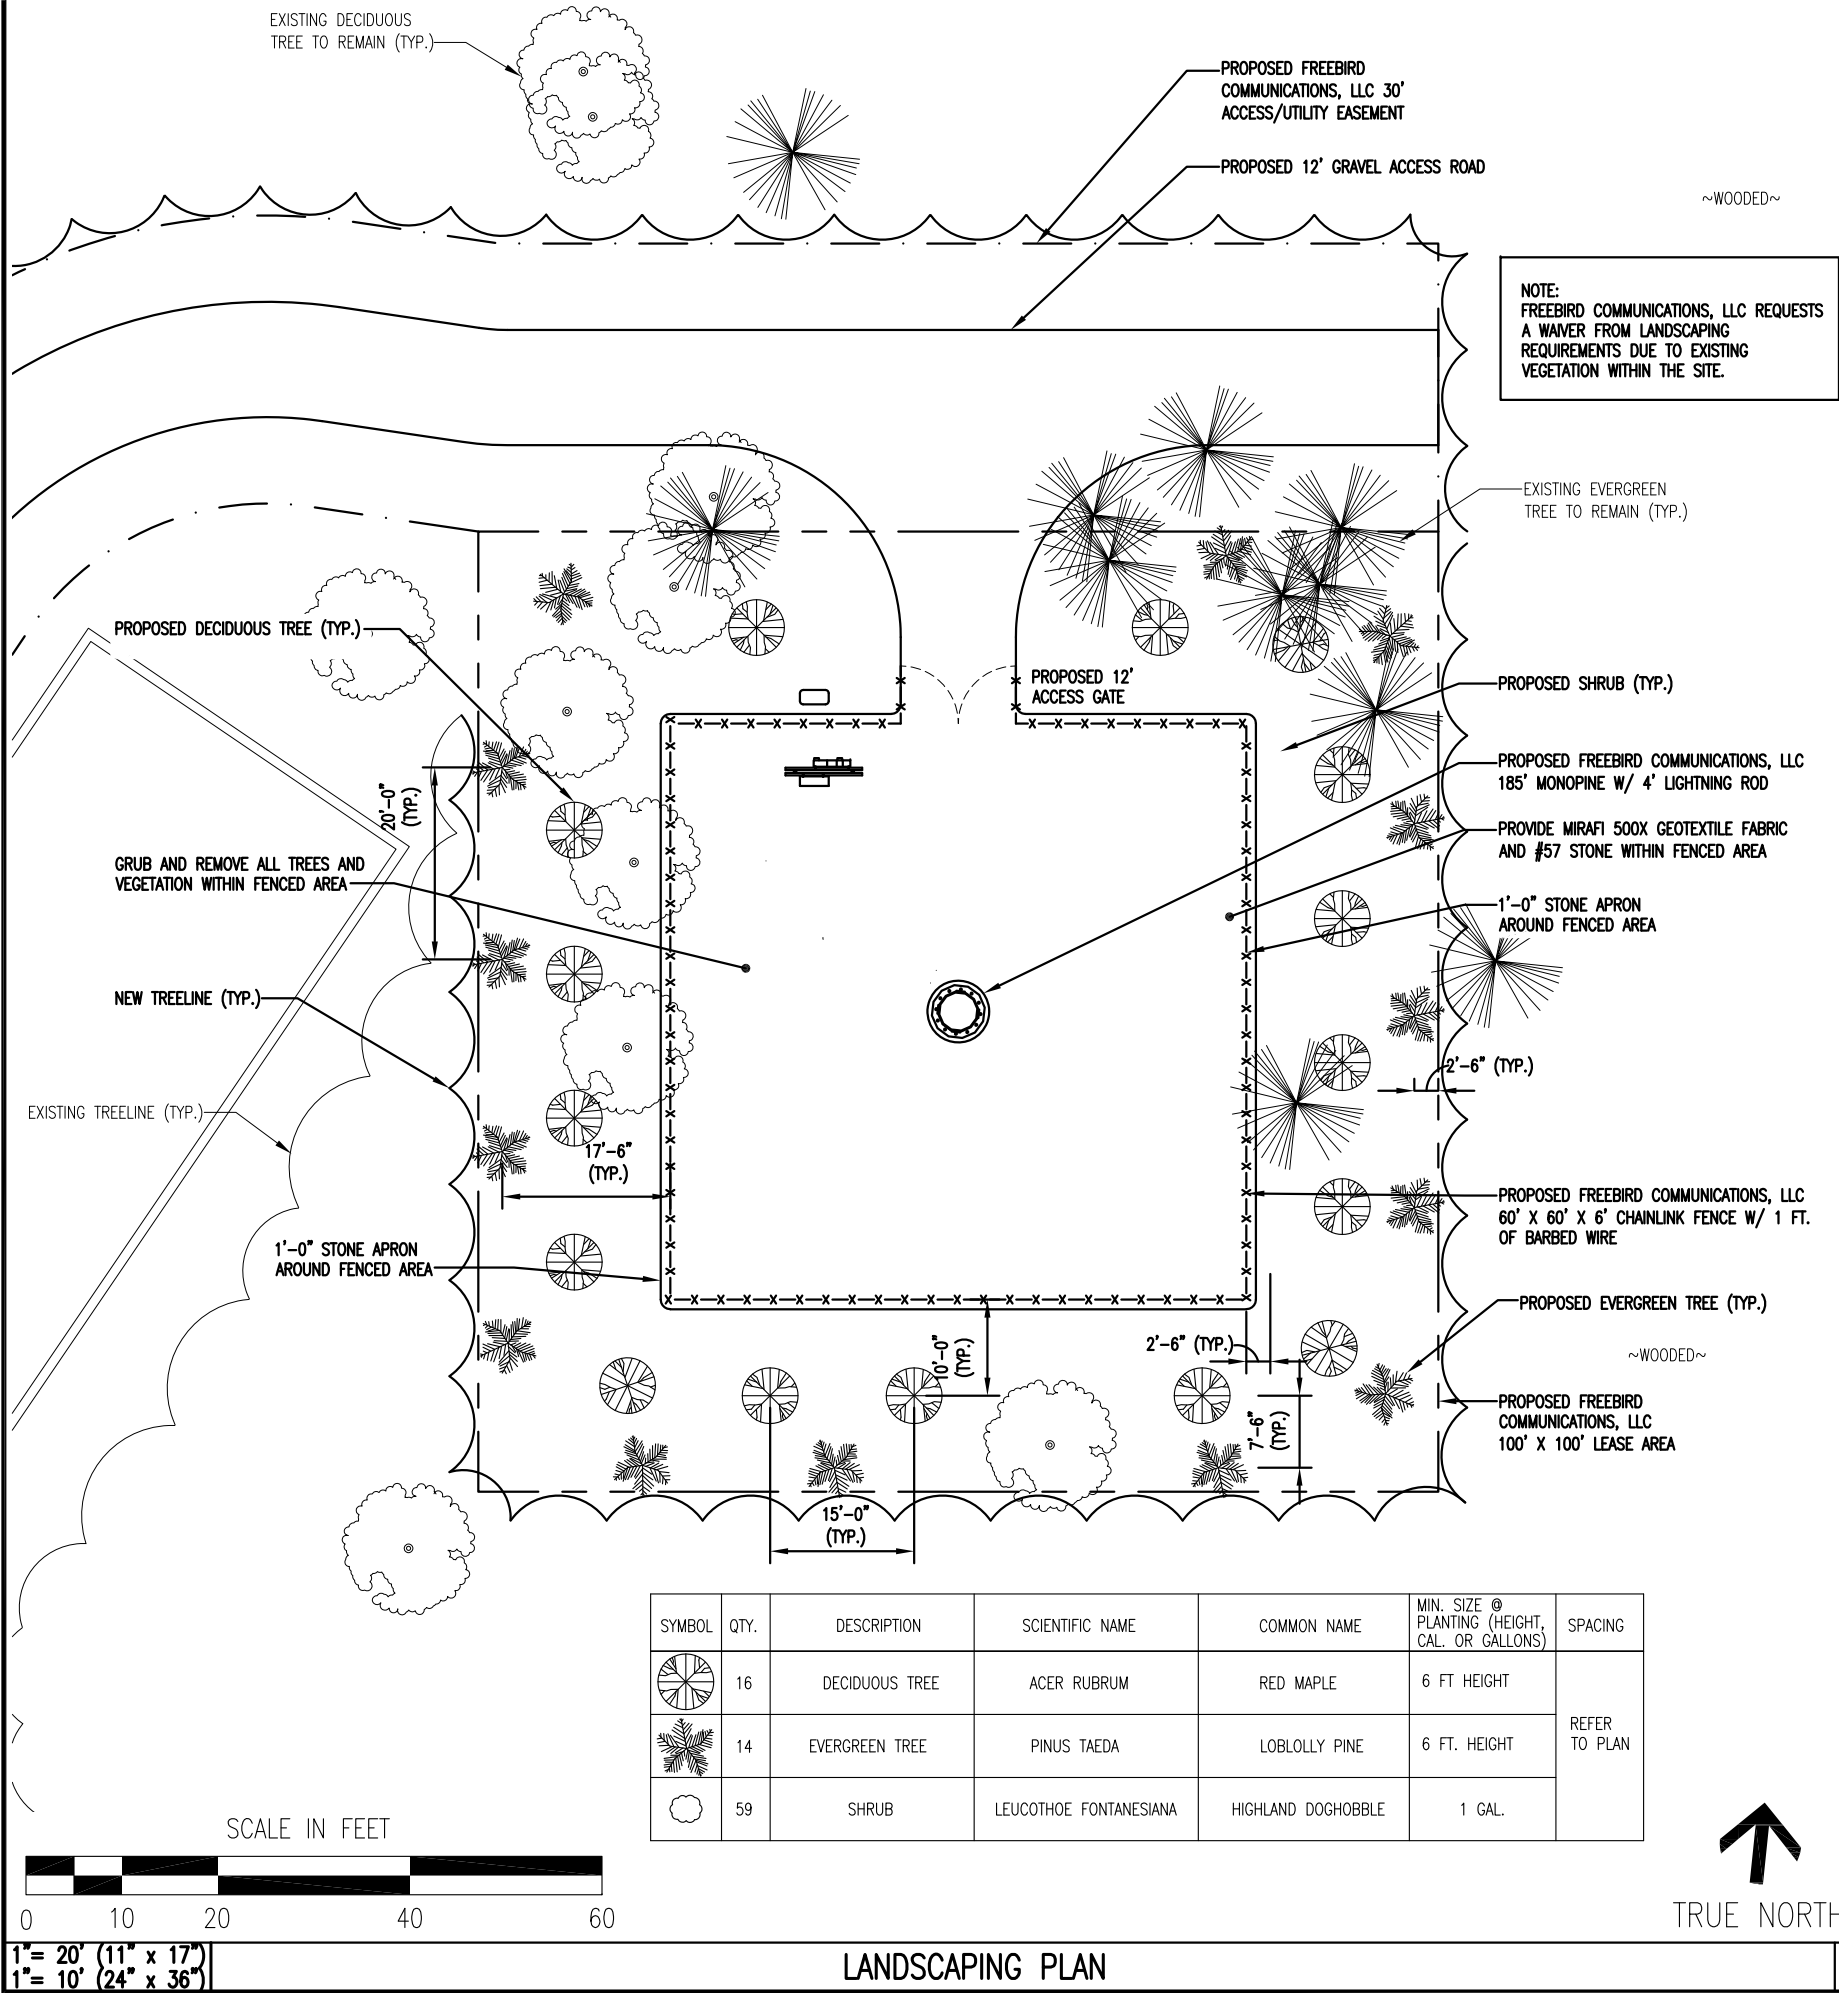 EXISTING DECIDUOUS
TREE TO REMAIN (TYP.)
PROPOSED FREEBIRD
COMMUNICATIONS, LLC 30'
ACCESS/UTILITY EASEMENT
PROPOSED 12' GRAVEL ACCESS ROAD
~WOODED~
NOTE:
FREEBIRD COMMUNICATIONS, LLC REQUESTS
A WAIVER FROM LANDSCAPING
REQUIREMENTS DUE TO EXISTING
VEGETATION WITHIN THE SITE.
EXISTING EVERGREEN
TREE TO REMAIN (TYP.)
PROPOSED DECIDUOUS TREE (TYP.)
PROPOSED 12'
ACCESS GATE
PROPOSED SHRUB (TYP.)
PROPOSED FREEBIRD COMMUNICATIONS, LLC
185' MONOPINE W/ 4' LIGHTNING ROD
20'-0"
(TYP.)
PROVIDE MIRAFI 500X GEOTEXTILE FABRIC
AND #57 STONE WITHIN FENCED AREA
GRUB AND REMOVE ALL TREES AND
VEGETATION WITHIN FENCED AREA
1'-0" STONE APRON
AROUND FENCED AREA
NEW TREELINE (TYP.)
2'-6" (TYP.)
EXISTING TREELINE (TYP.)
17'-6"
(TYP.)
PROPOSED FREEBIRD COMMUNICATIONS, LLC
60' X 60' X 6' CHAINLINK FENCE W/ 1 FT.
OF BARBED WIRE
1'-0" STONE APRON
AROUND FENCED AREA
PROPOSED EVERGREEN TREE (TYP.)
10'-0"
(TYP.)
2'-6" (TYP.)
~WOODED~
PROPOSED FREEBIRD
COMMUNICATIONS, LLC
100' X 100' LEASE AREA
7'-6"
(TYP.)
15'-0"
(TYP.)
SYMBOL QTY. DESCRIPTION SCIENTIFIC NAME COMMON NAME MIN. SIZE @
PLANTING (HEIGHT,
CAL. OR GALLONS) SPACING
16 DECIDUOUS TREE ACER RUBRUM RED MAPLE 6 FT HEIGHT
14 EVERGREEN TREE PINUS TAEDA LOBLOLLY PINE 6 FT. HEIGHT
REFER
TO PLAN
59 SHRUB LEUCOTHOE FONTANESIANA HIGHLAND DOGHOBBLE 1 GAL.
SCALE IN FEET
0 10 20 40 60
TRUE NORTH
1"= 20' (11" x 17")
1"= 10' (24" x 36")
LANDSCAPING PLAN